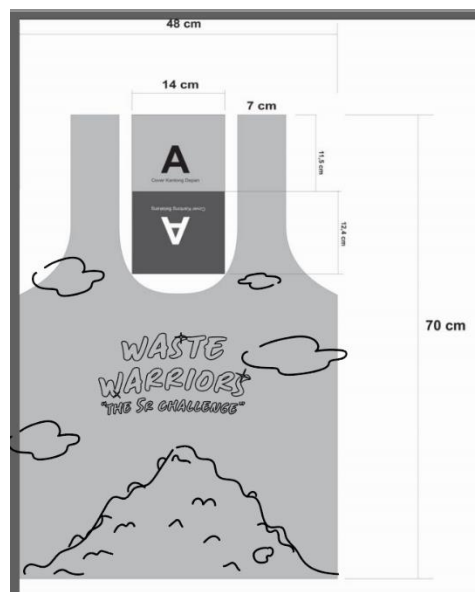 48 cm
14 cm
7 cm
A
Cover Kantong Depan
11,5 cm
A
Cover Kantong Belakang
12,4 cm
70 cm
WASTE
WARRIORS
"THE 5R CHALLENGE"